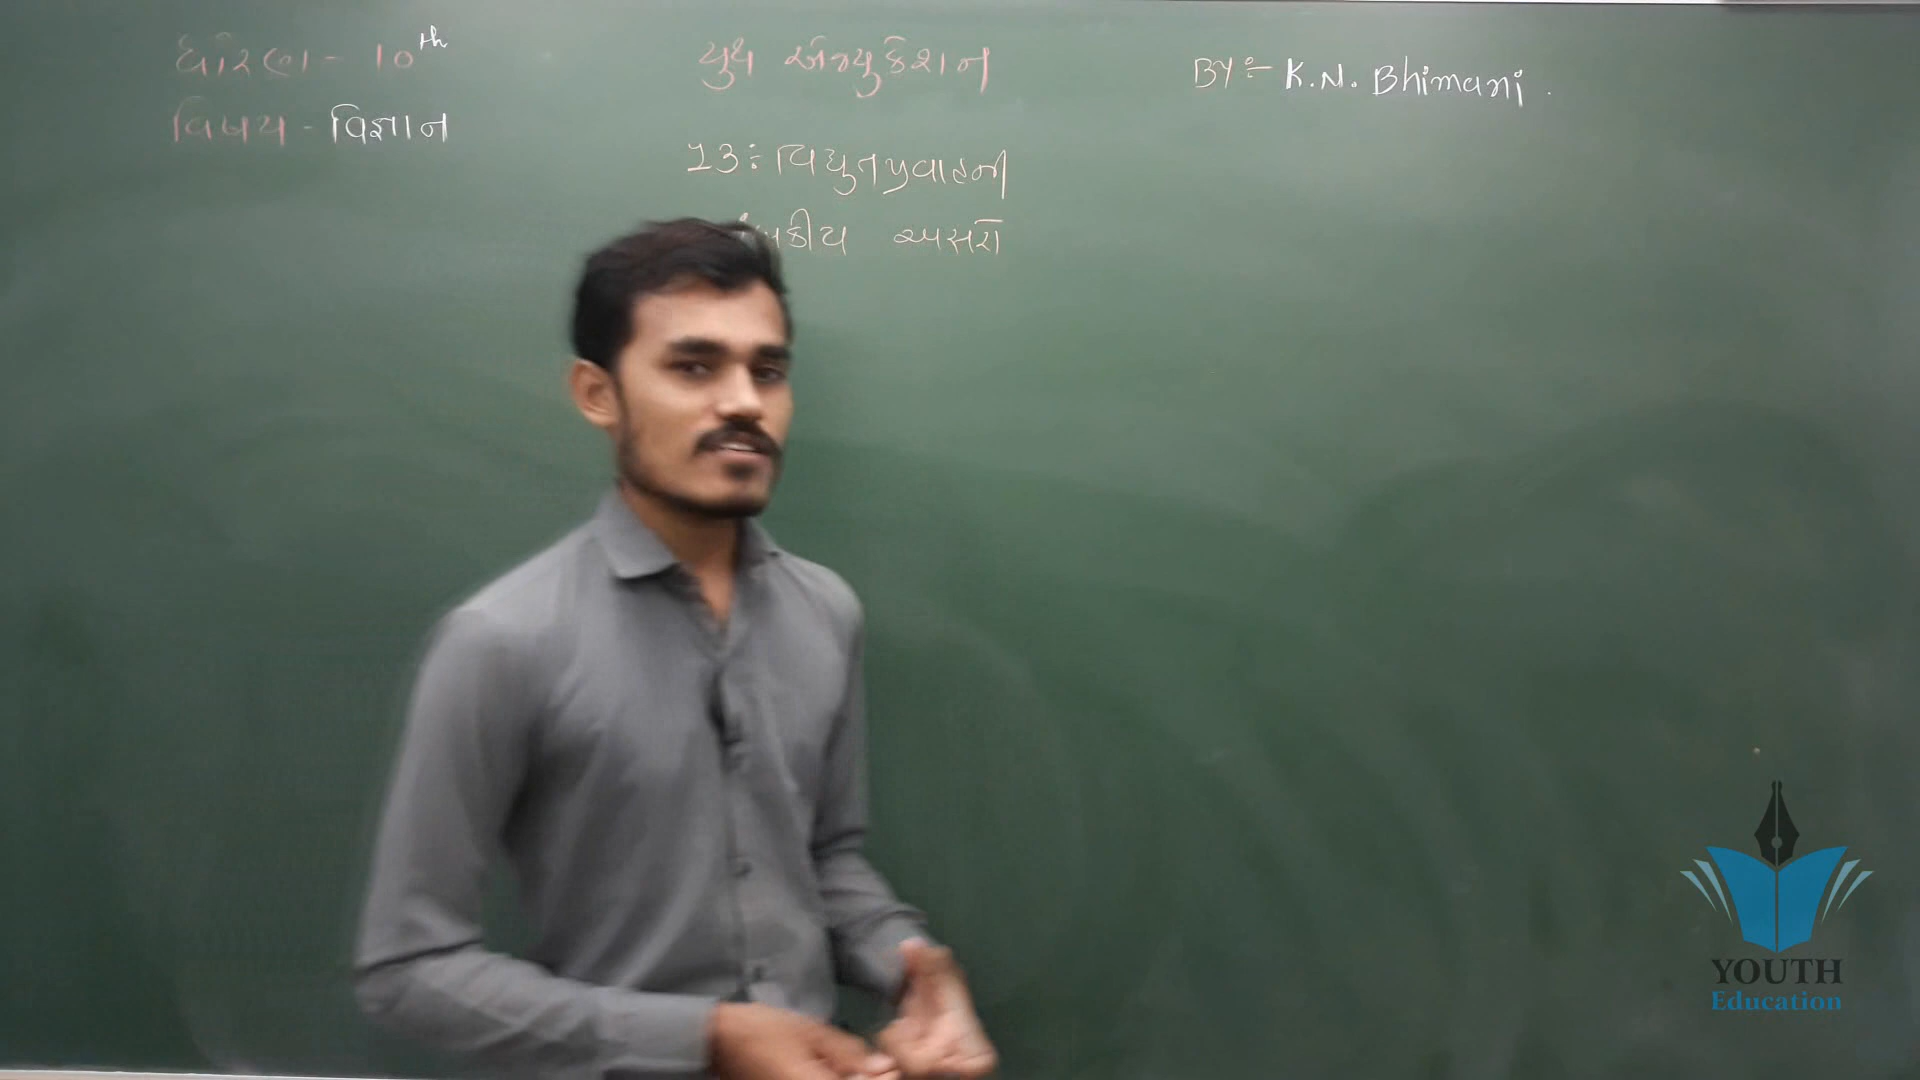 ધોરણ - 10th
વિષય - વિજ્ઞાન
યુથ એજ્યુકેશન
13: વિદ્યુતપ્રવાહની
અસરો
BY:- K.N. Bhimani.
YOUTH
Education